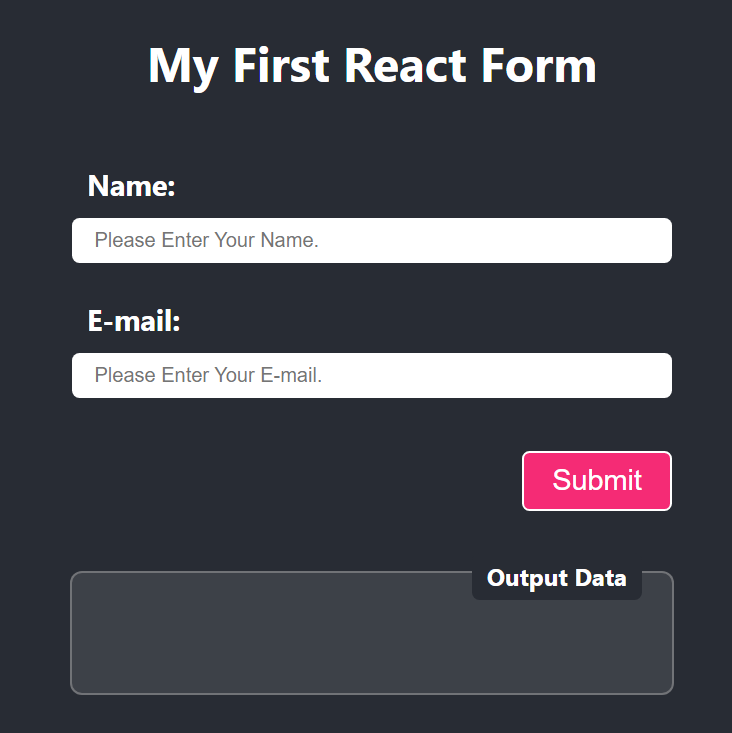 My First React Form
Name:
Please Enter Your Name.
E-mail:
Please Enter Your E-mail.
Submit
Output Data